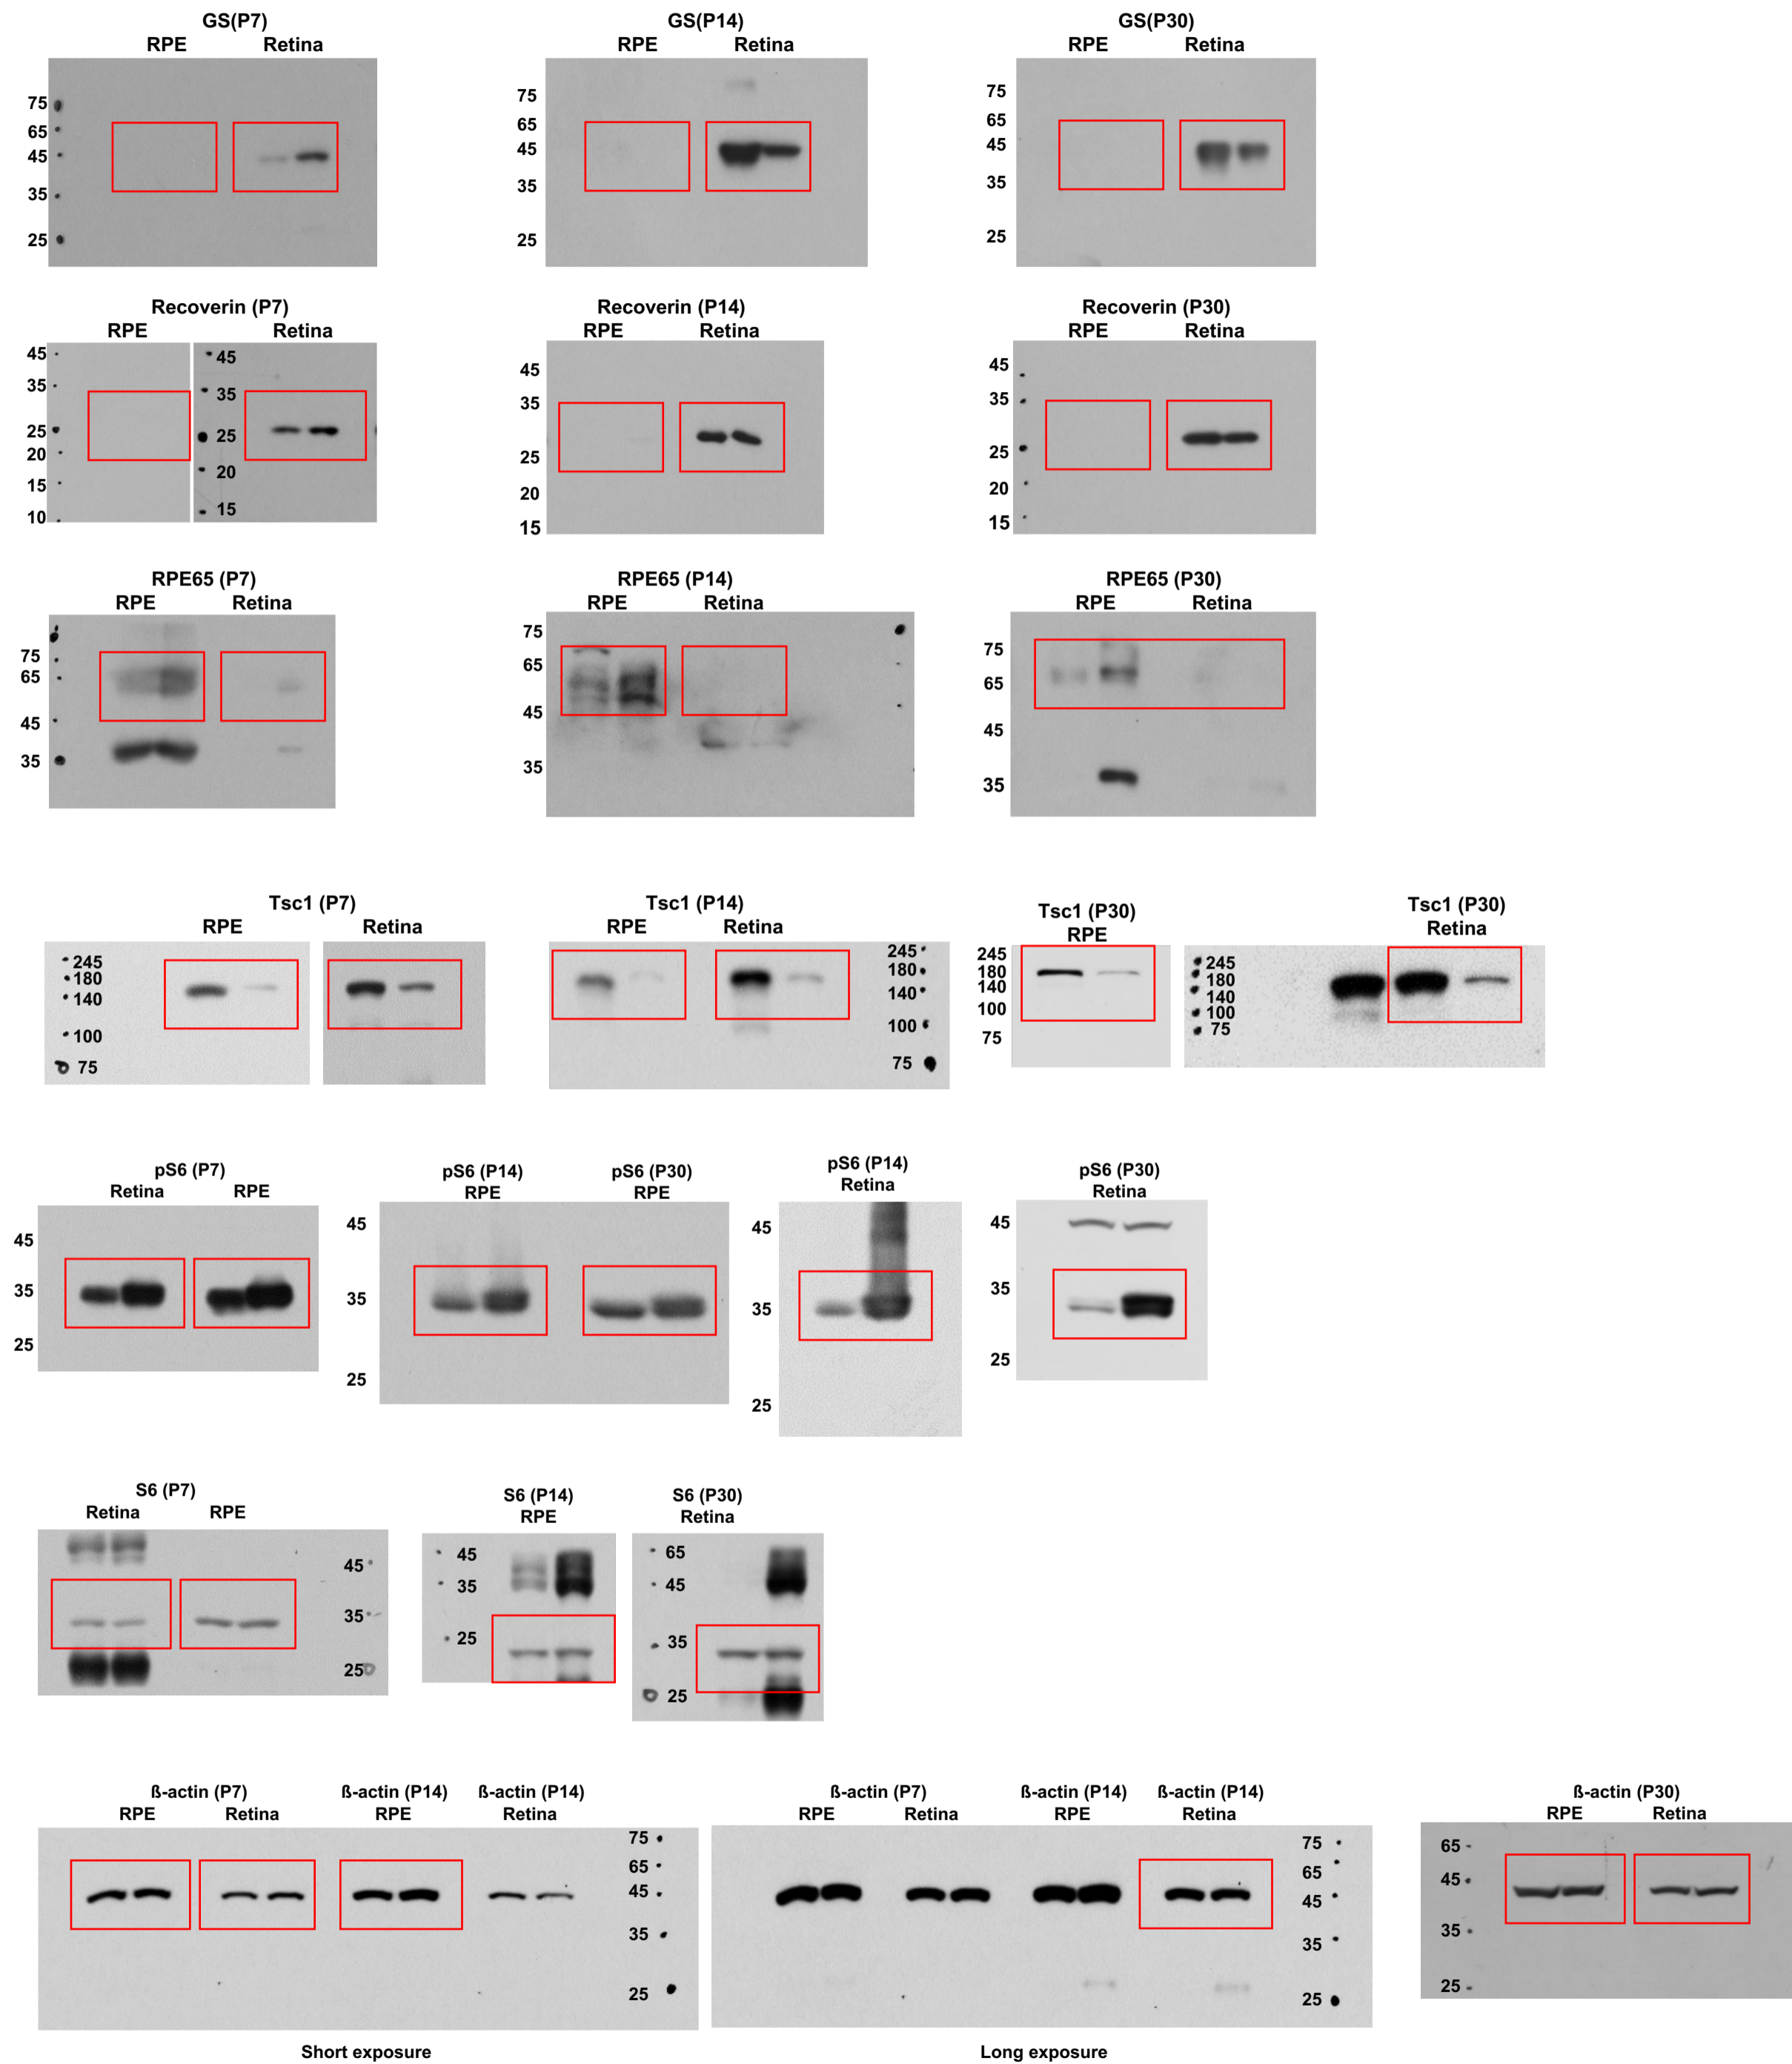 GS(P7)
RPE Retina
75
65
45
35
25
GS(P14)
RPE Retina
75
65
45
35
25
GS(P30)
RPE Retina
75
65
45
35
25
Recoverin (P7)
RPE Retina
45
35
25
20
15
10
45
35
25
20
15
Recoverin (P14)
RPE Retina
45
35
25
20
15
Recoverin (P30)
RPE Retina
45
35
25
20
15
RPE65 (P7)
RPE Retina
75
65
45
35
RPE65 (P14)
RPE Retina
75
65
45
35
RPE65 (P30)
RPE Retina
75
65
45
35
Tsc1 (P7)
RPE Retina
245
180
140
100
75
Tsc1 (P14)
RPE Retina
245
180
140
100
75
Tsc1 (P30)
RPE
245
180
140
100
75
Tsc1 (P30)
Retina
245
180
140
100
75
pS6 (P7)
Retina RPE
45
35
25
pS6 (P14)
RPE
pS6 (P30)
RPE
45
35
25
pS6 (P14)
Retina
45
35
25
pS6 (P30)
Retina
45
35
25
S6 (P7)
Retina RPE
45
35
25
S6 (P14)
RPE
45
35
25
S6 (P30)
Retina
65
45
35
25
ß-actin (P7) ß-actin (P14) ß-actin (P14)
RPE Retina RPE Retina
75
65
45
35
25
Short exposure
ß-actin (P7) ß-actin (P14) ß-actin (P14)
RPE Retina RPE Retina
75
65
45
35
25
Long exposure
ß-actin (P30)
RPE Retina
65
45
35
25